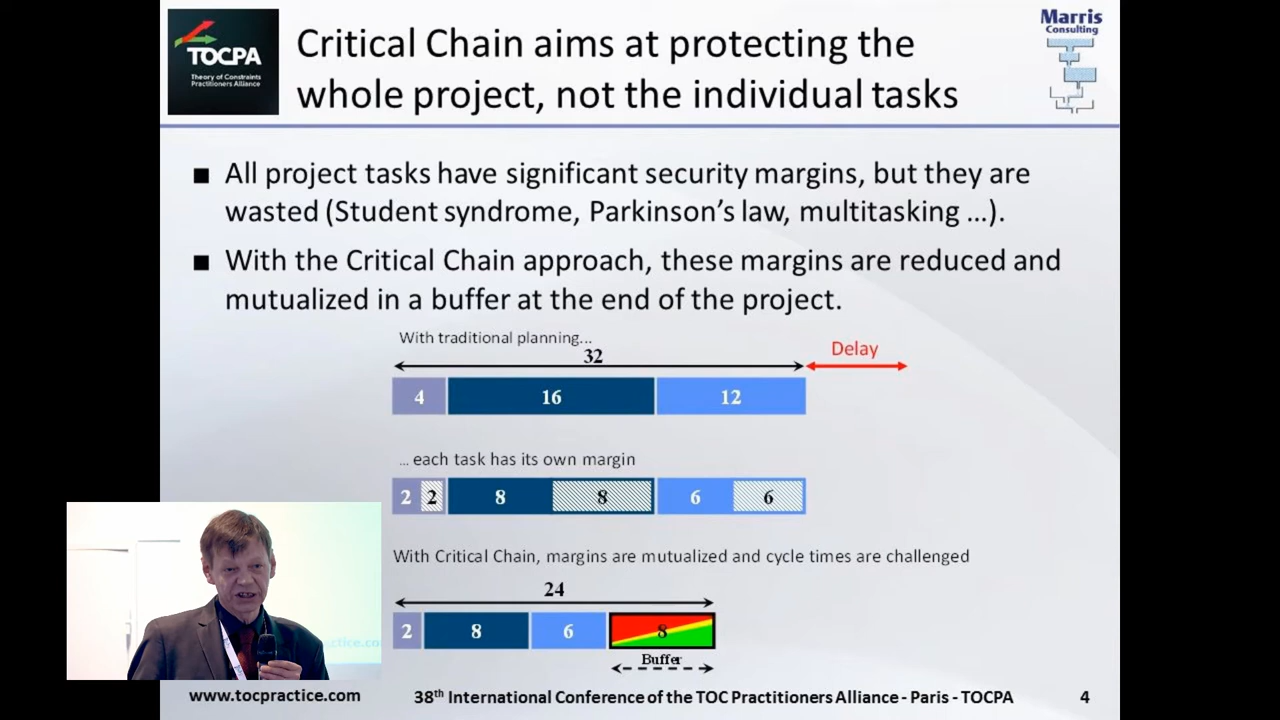 TOCPA
Theory of Constraints
Practitioners Alliance
Critical Chain aims at protecting the
whole project, not the individual tasks
Marris
Consulting
■ All project tasks have significant security margins, but they are
wasted (Student syndrome, Parkinson's law, multitasking ...).
■ With the Critical Chain approach, these margins are reduced and
mutualized in a buffer at the end of the project.
With traditional planning...
32
Delay
4 16 12
... each task has its own margin
2 2 8 8 6 6
With Critical Chain, margins are mutualized and cycle times are challenged
24
2 8 6 8
Buffer
ctice.co
www.tocpractice.com
38th International Conference of the TOC Practitioners Alliance - Paris - TOCPA
4